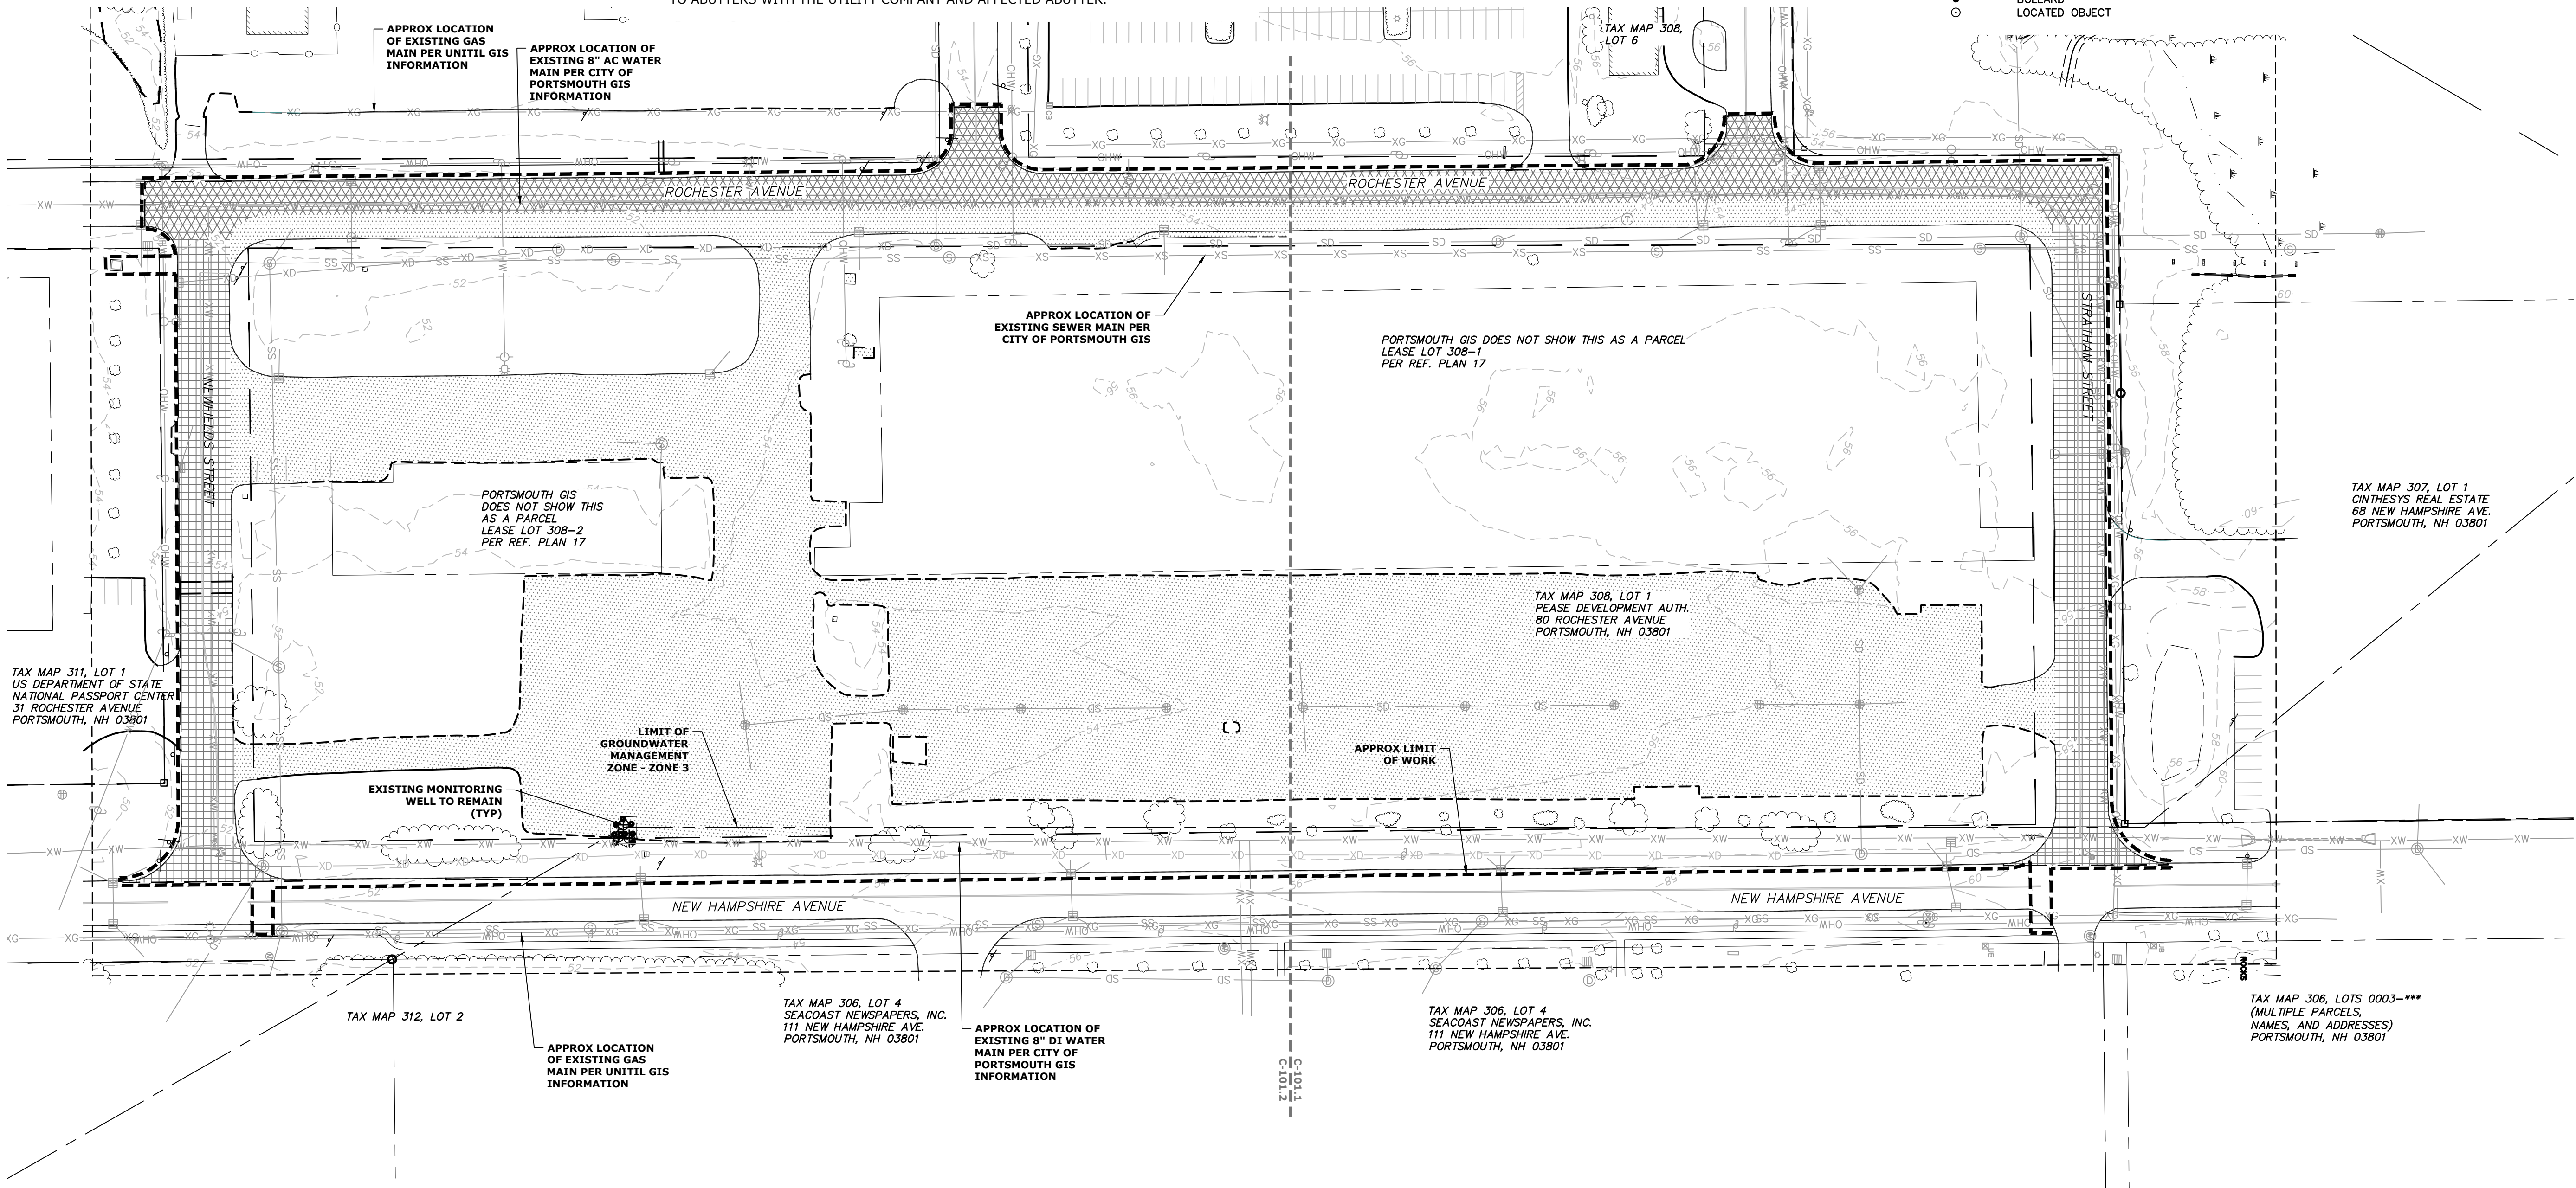 TO ABUTTERS WITH THE UTILITY COMPANY AND AFFECTED ABUTTER.
BOLLARD
LOCATED OBJECT
APPROX LOCATION
OF EXISTING GAS
MAIN PER UNITIL GIS
INFORMATION
APPROX LOCATION OF
EXISTING 8" AC WATER
MAIN PER CITY OF
PORTSMOUTH GIS
INFORMATION
TAX MAP 308,
LOT 6
ROCHESTER AVENUE
ROCHESTER AVENUE
NEWFIELDS STREET
STRATHAM STREET
APPROX LOCATION OF
EXISTING SEWER MAIN PER
CITY OF PORTSMOUTH GIS
PORTSMOUTH GIS DOES NOT SHOW THIS AS A PARCEL
LEASE LOT 308-1
PER REF. PLAN 17
PORTSMOUTH GIS
DOES NOT SHOW THIS
AS A PARCEL
LEASE LOT 308-2
PER REF. PLAN 17
TAX MAP 307, LOT 1
CINTHESYS REAL ESTATE
68 NEW HAMPSHIRE AVE.
PORTSMOUTH, NH 03801
TAX MAP 308, LOT 1
PEASE DEVELOPMENT AUTH.
80 ROCHESTER AVENUE
PORTSMOUTH, NH 03801
TAX MAP 311, LOT 1
US DEPARTMENT OF STATE
NATIONAL PASSPORT CENTER
31 ROCHESTER AVENUE
PORTSMOUTH, NH 03801
LIMIT OF
GROUNDWATER
MANAGEMENT
ZONE - ZONE 3
APPROX LIMIT
OF WORK
EXISTING MONITORING
WELL TO REMAIN
(TYP)
NEW HAMPSHIRE AVENUE
NEW HAMPSHIRE AVENUE
ROCKS
TAX MAP 312, LOT 2
TAX MAP 306, LOT 4
SEACOAST NEWSPAPERS, INC.
111 NEW HAMPSHIRE AVE.
PORTSMOUTH, NH 03801
APPROX LOCATION OF
EXISTING 8" DI WATER
MAIN PER CITY OF
PORTSMOUTH GIS
INFORMATION
TAX MAP 306, LOT 4
SEACOAST NEWSPAPERS, INC.
111 NEW HAMPSHIRE AVE.
PORTSMOUTH, NH 03801
TAX MAP 306, LOTS 0003-***
(MULTIPLE PARCELS,
NAMES, AND ADDRESSES)
PORTSMOUTH, NH 03801
APPROX LOCATION
OF EXISTING GAS
MAIN PER UNITIL GIS
INFORMATION
C-101.1
C-101.2